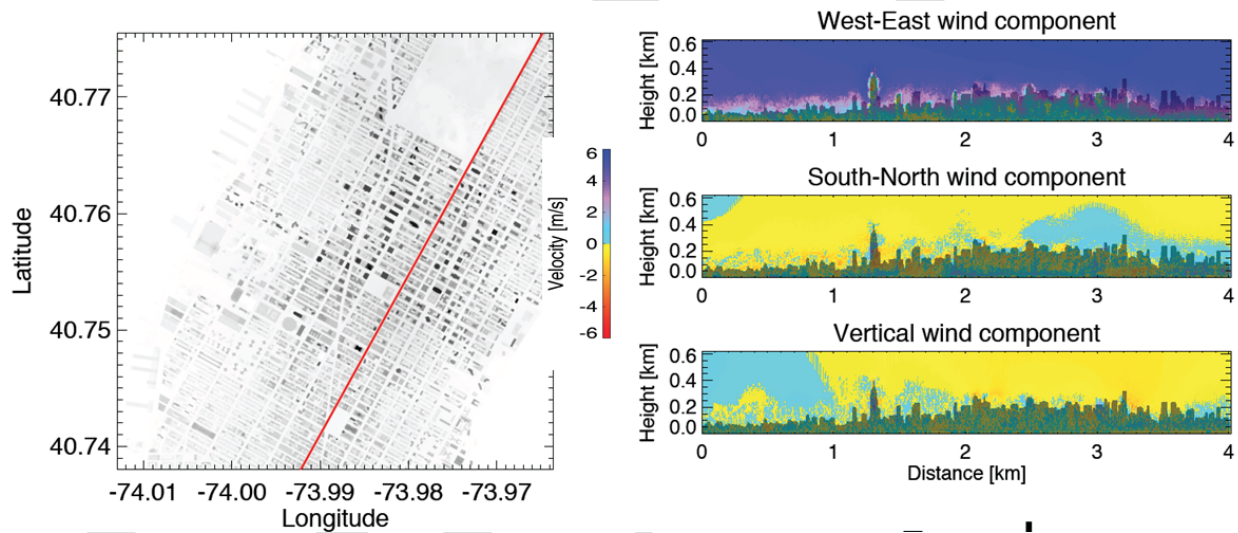 40.77
40.76
40.75
40.74
Latitude
-74.01 -74.00 -73.99 -73.98 -73.97
Longitude
6
4
2
0
-2
-4
-6
Velocity [m/s]
West-East wind component
0.6
0.4
0.2
0.0
Height [km]
0 1 2 3 4
South-North wind component
0.6
0.4
0.2
0.0
Height [km]
0 1 2 3 4
Vertical wind component
0.6
0.4
0.2
0.0
Height [km]
0 1 2 3 4
Distance [km]